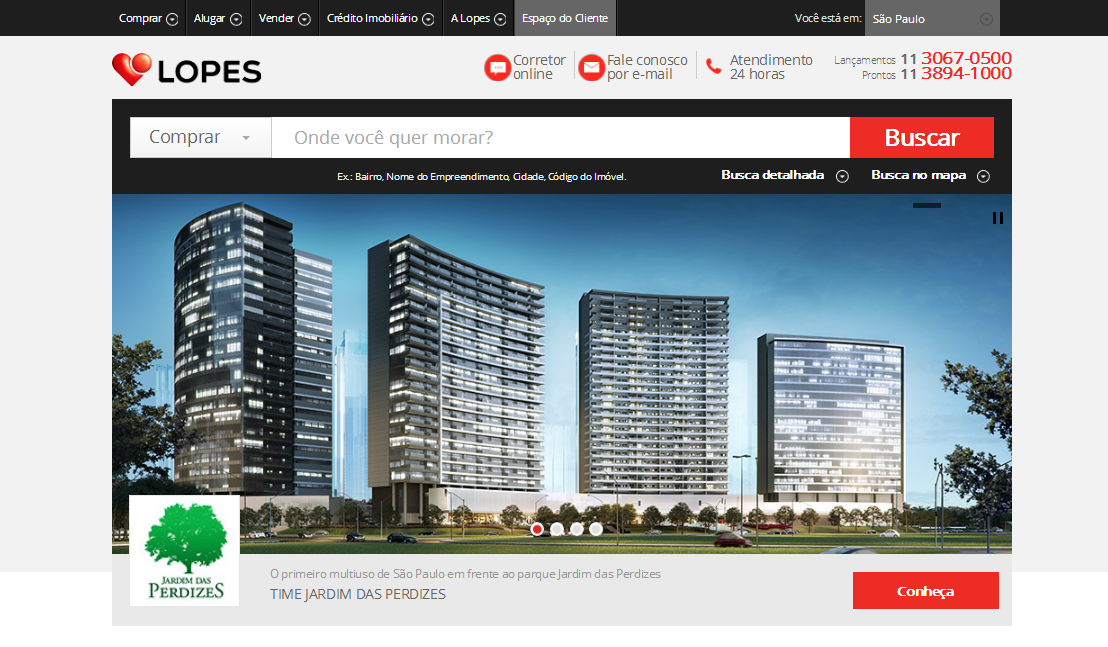 Comprar
Alugar
Vender
Crédito Imobiliário
A Lopes
Espaço do Cliente
Você está em:
São Paulo
LOPES
Corretor
online
Fale conosco
por e-mail
Atendimento
24 horas
Lançamentos 11 3067-0500
Prontos 11 3894-1000
Comprar
Onde você quer morar?
Buscar
Ex.: Bairro, Nome do Empreendimento, Cidade, Código do Imóvel.
Busca detalhada
Busca no mapa
JARDIM DAS
PERDIZES
O primeiro multiuso de São Paulo em frente ao parque Jardim das Perdizes
TIME JARDIM DAS PERDIZES
Conheça